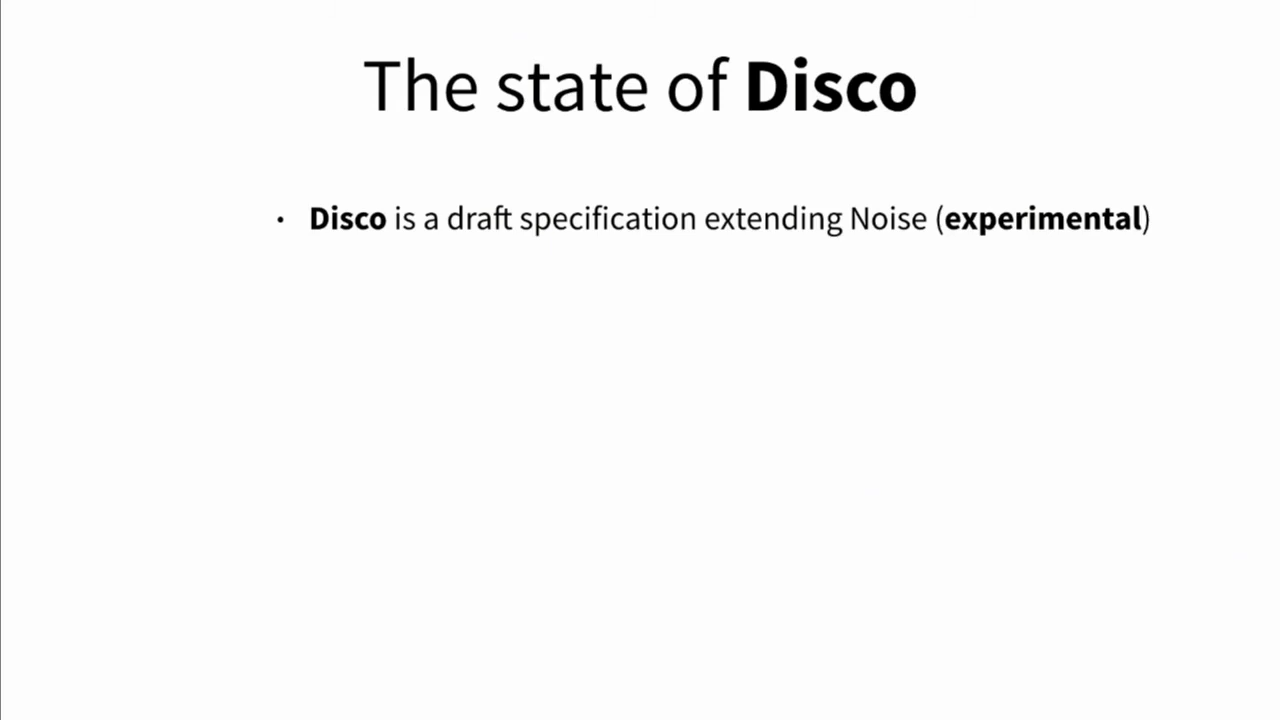 The state of Disco
• Disco is a draft specification extending Noise (experimental)